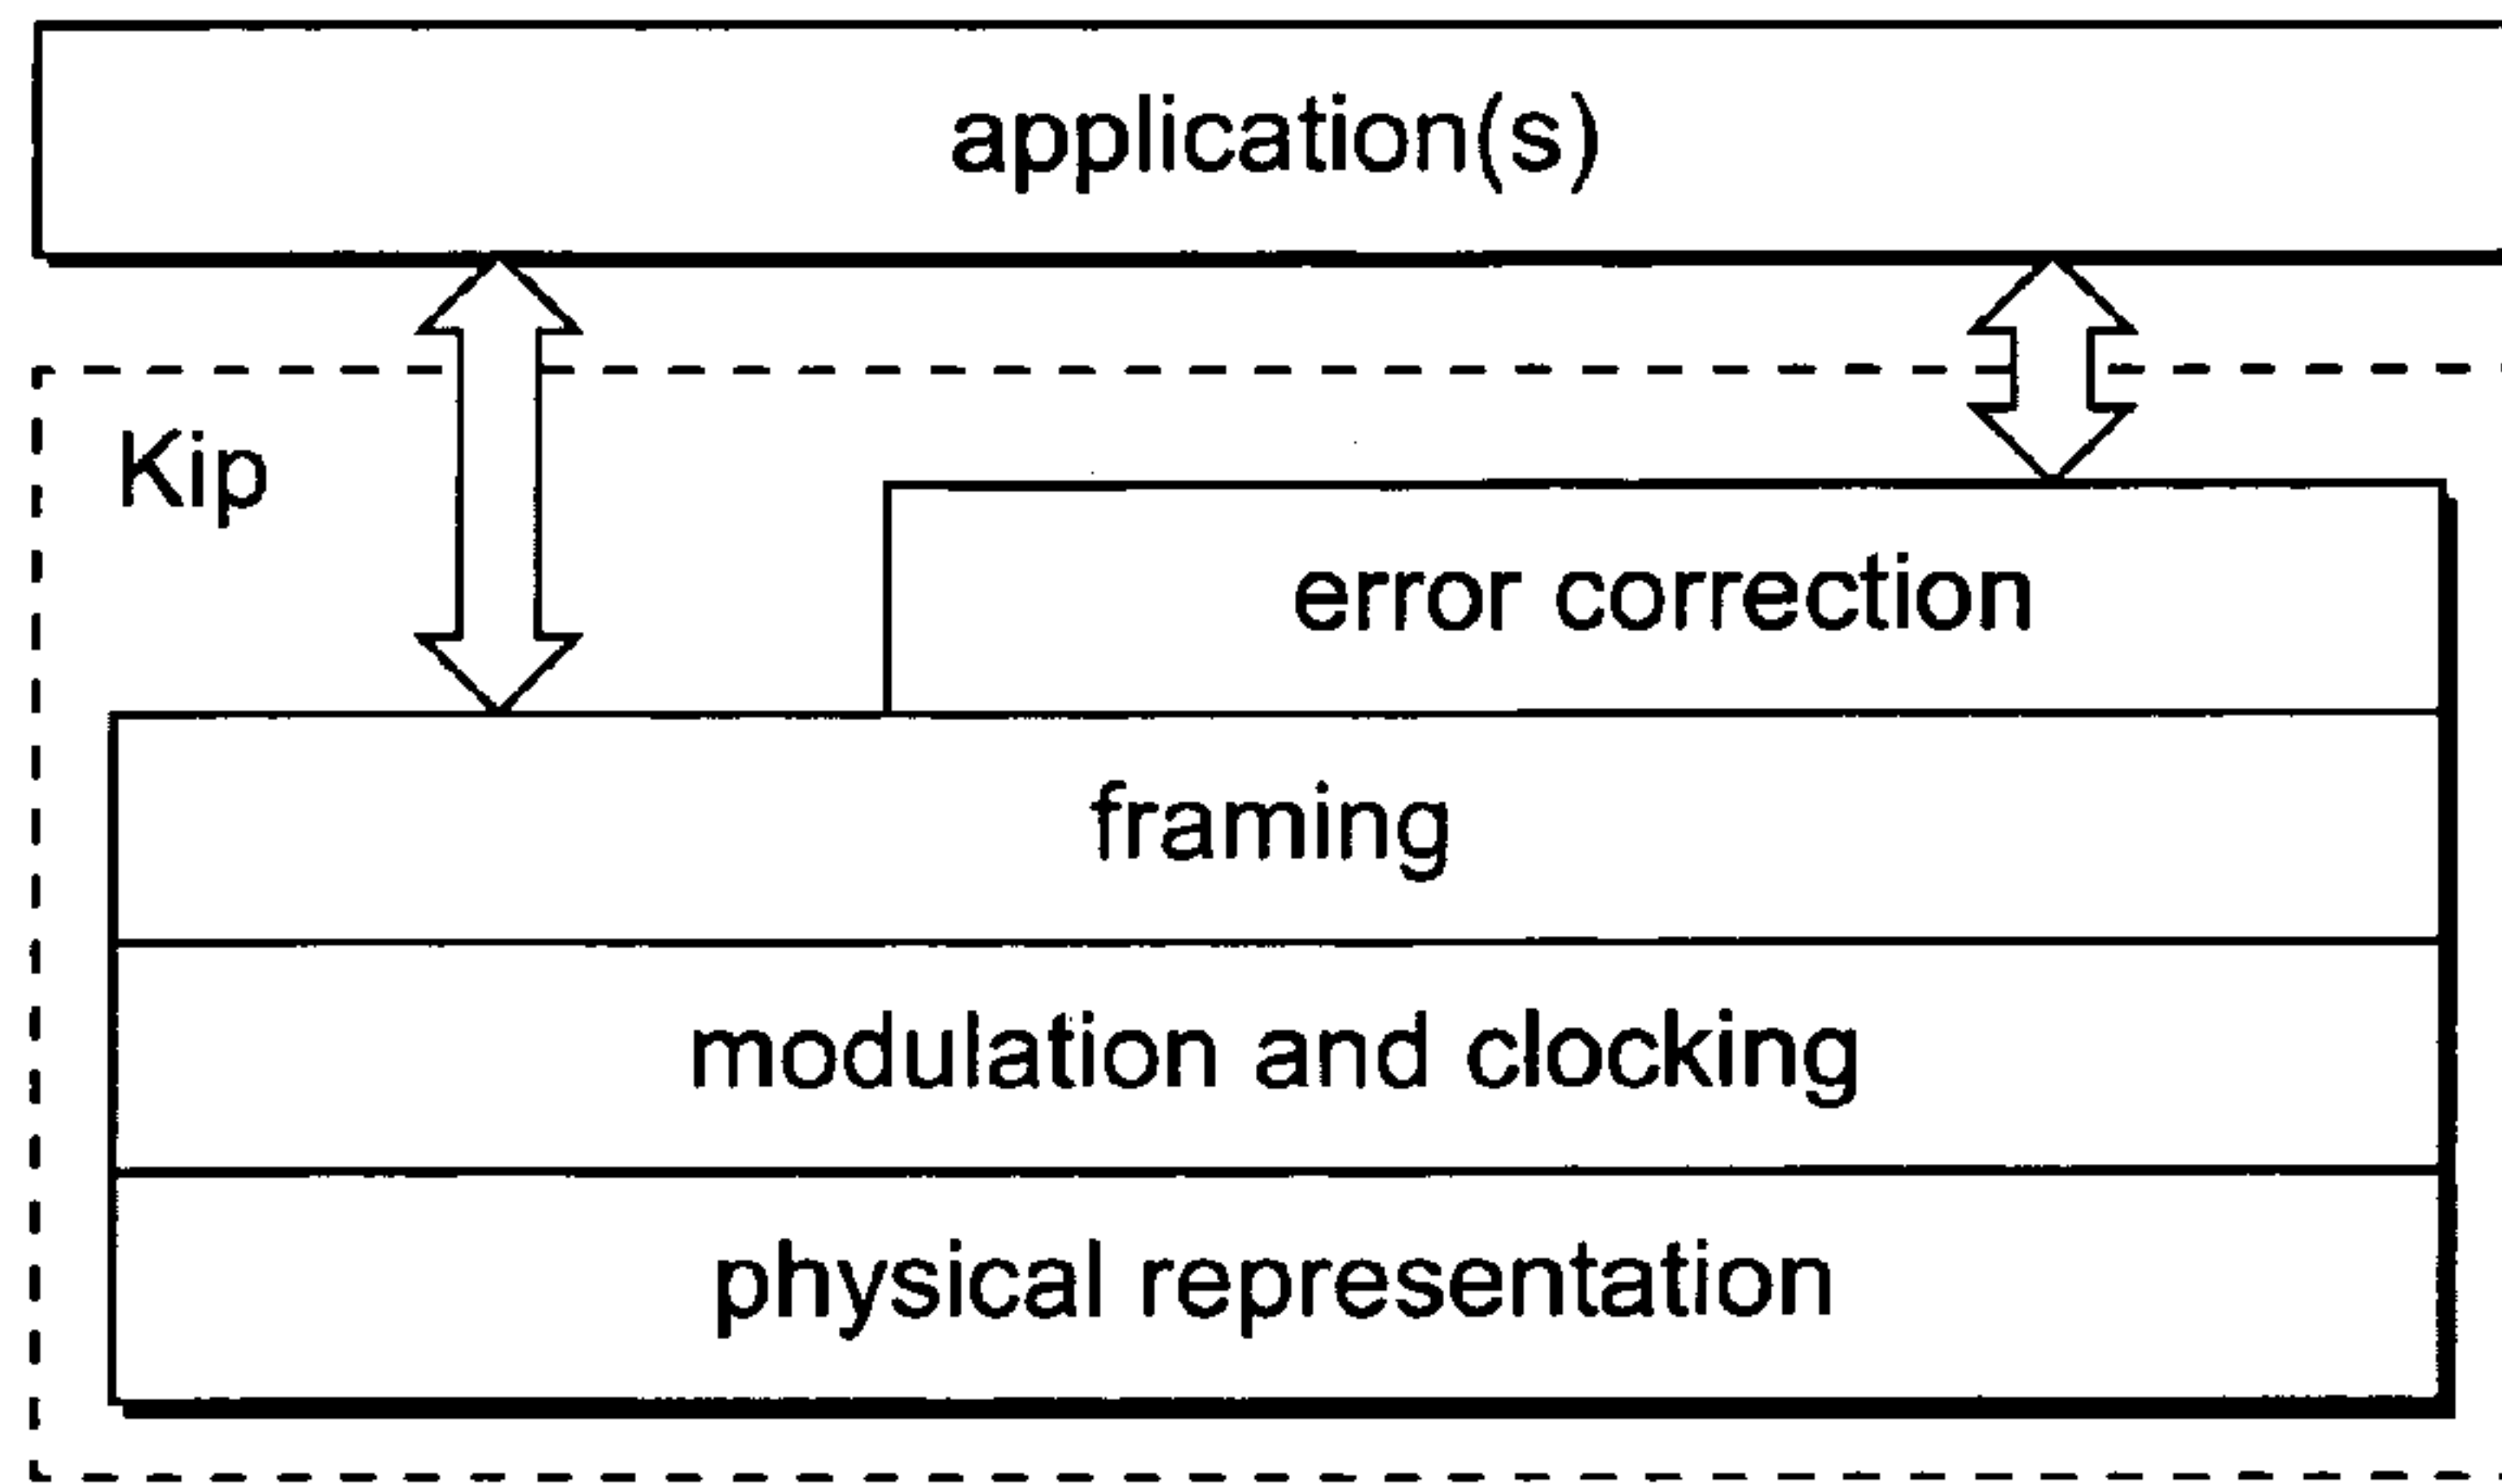 application(s)
Kip
error correction
framing
modulation and clocking
physical representation